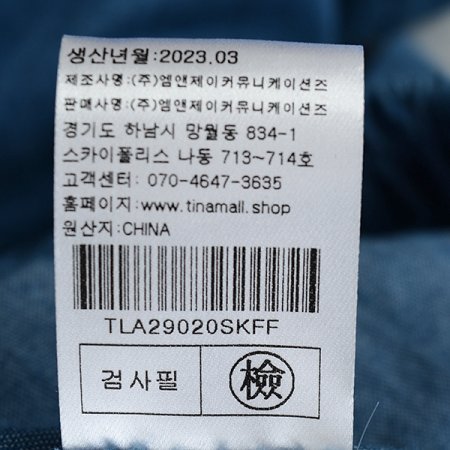 생산년월:2023.03
제조사명:(주)엠앤제이커뮤니케이션즈
판매사명:(주)엠앤제이커뮤니케이션즈
경기도 하남시 망월동 834-1
스카이폴리스 나동 713~714호
고객센터: 070-4647-3635
홈페이지:www.tinamall.shop
원산지:CHINA
TLA29020SKFF
검사필 檢